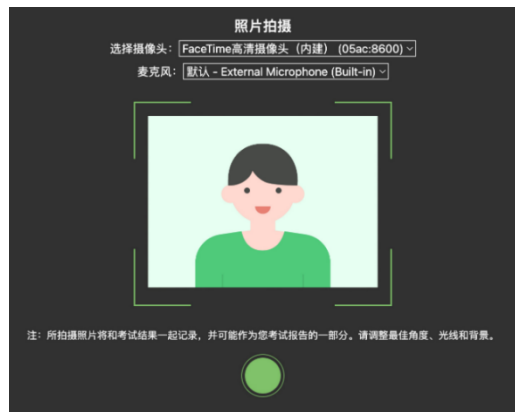 照片拍摄
选择摄像头： FaceTime高清摄像头（内建） (05ac:8600)
麦克风： 默认 - External Microphone (Built-in)
注：所拍摄照片将和考试结果一起记录，并可能作为您考试报告的一部分。请调整最佳角度、光线和背景。